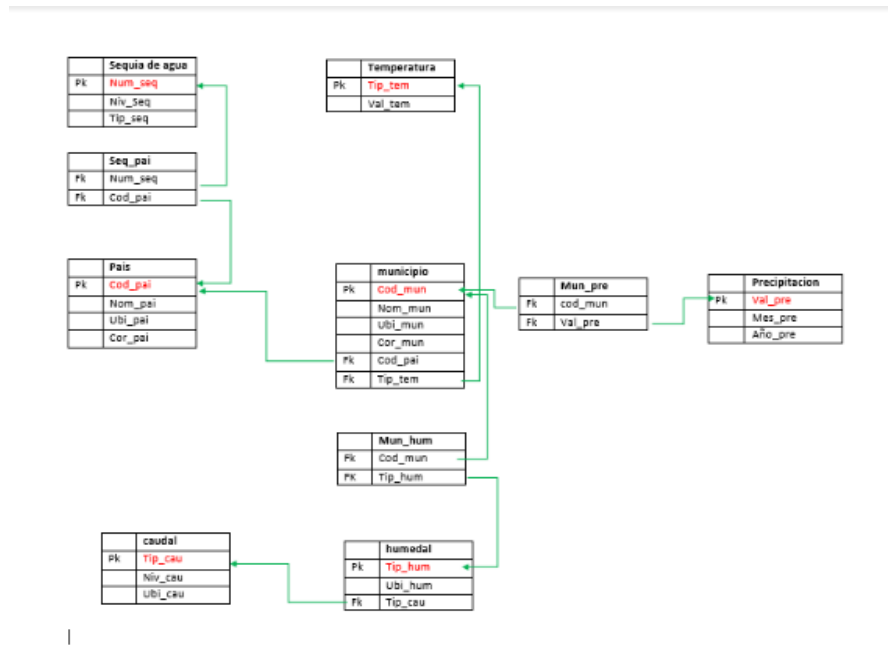 Sequia de agua
Pk Num_seq
Niv_Seq
Tip_seq
Seq_pai
Fk Num_seq
Fk Cod_pai
Pais
Pk Cod_pai
Nom_pai
Ubi_pai
Cor_pai
Temperatura
Pk Tip_tem
Val_tem
municipio
Pk Cod_mun
Nom_mun
Ubi_mun
Cor_mun
Fk Cod_pai
Fk Tip_tem
Mun_pre
Fk cod_mun
Fk Val_pre
Precipitacion
Pk Val_pre
Mes_pre
Año_pre
Mun_hum
Fk Cod_mun
FK Tip_hum
caudal
Pk Tip_cau
Niv_cau
Ubi_cau
humedal
Pk Tip_hum
Ubi_hum
Fk Tip_cau